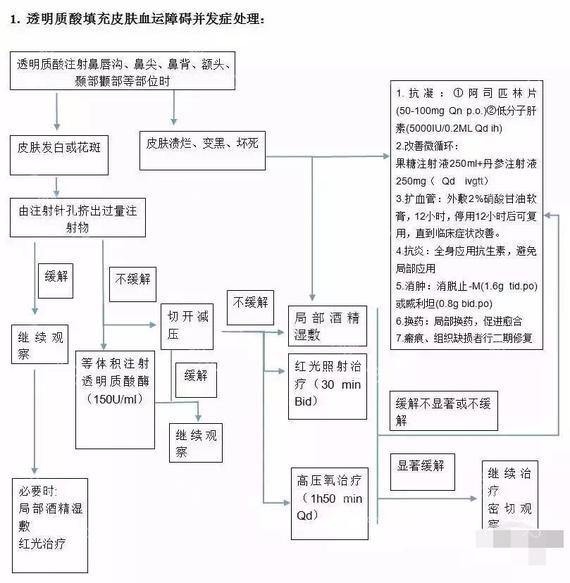 1. 透明质酸填充皮肤血运障碍并发症处理：
透明质酸注射鼻唇沟、鼻尖、鼻背、额头、
颞部颧部等部位时
皮肤发白或花斑
皮肤溃烂、变黑、坏死
由注射针孔挤出过量注射
物
缓解
不缓解
继续观
察
切开减
压
不缓解
等体积注射
透明质酸酶
（150U/ml）
缓解
继续观
察
必要时:
局部酒精湿
敷
红光治疗
局部酒精
湿敷
红光照射治
疗（30 min
Bid）
高压氧治疗
（1h50 min
Qd）
1.抗凝：①阿司匹林片
(50-100mg Qn p.o.)②低分子肝
素(5000IU/0.2ML Qd ih)
2.改善微循环：
果糖注射液250ml+丹参注射液
250mg（ Qd ivgtt）
3.扩血管：外敷2%硝酸甘油软
膏，12小时，停用12小时后可复
用，直到临床症状改善。
4.抗炎：全身应用抗生素，避免
局部应用
5.消肿：消脱止-M(1.6g tid.po)
或威利坦(0.8g bid.po)
6.换药：局部换药，促进愈合
7.瘢痕、组织缺损者行二期修复
缓解不显著或不缓
解
显著缓解
继续治
疗
密切观
察